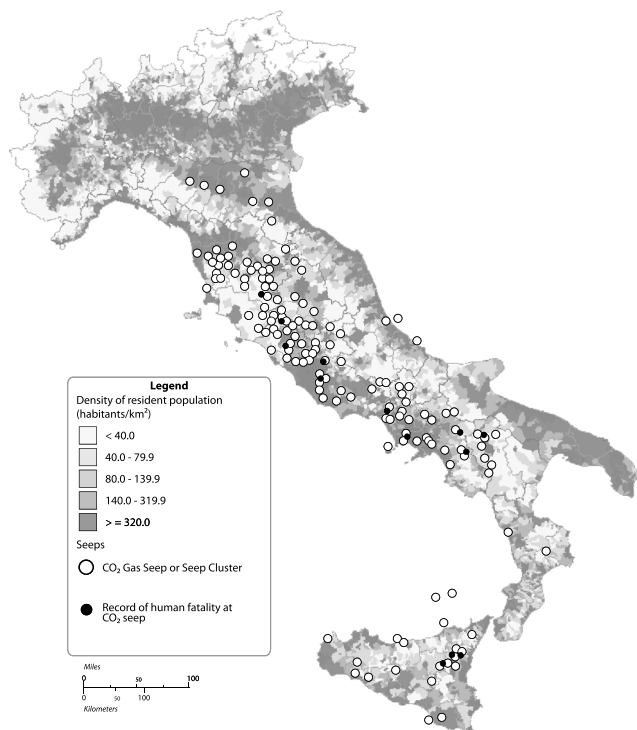 Legend
Density of resident population
(habitants/km²)
< 40.0
40.0 - 79.9
80.0 - 139.9
140.0 - 319.9
> = 320.0
Seeps
CO₂ Gas Seep or Seep Cluster
Record of human fatality at
CO₂ seep
Miles
0 50 100
0 50 100
Kilometers